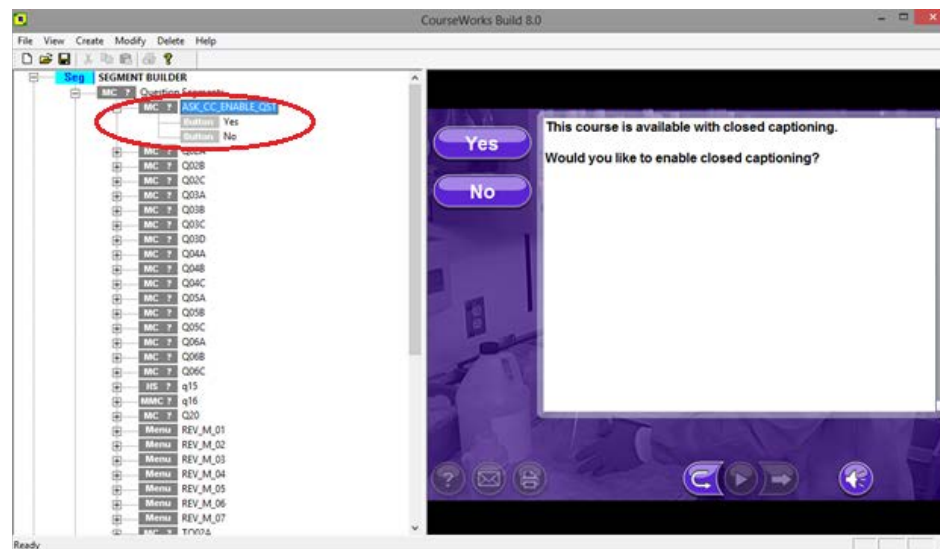 CourseWorks Build 8.0
File View Create Modify Delete Help
Seg SEGMENT BUILDER
MC ? Question Segments
MC ? ASK_CC_ENABLE_QST
Button Yes
Button No
MC ? Q02A
MC ? Q02B
MC ? Q02C
MC ? Q03A
MC ? Q03B
MC ? Q03C
MC ? Q03D
MC ? Q04A
MC ? Q04B
MC ? Q04C
MC ? Q05A
MC ? Q05B
MC ? Q05C
MC ? Q06A
MC ? Q06B
MC ? Q06C
HS ? q15
MMC ? q16
MC ? Q20
Menu REV_M_01
Menu REV_M_02
Menu REV_M_03
Menu REV_M_04
Menu REV_M_05
Menu REV_M_06
Menu REV_M_07
MC ? TQ02A
Yes
No
This course is available with closed captioning.
Would you like to enable closed captioning?
Ready